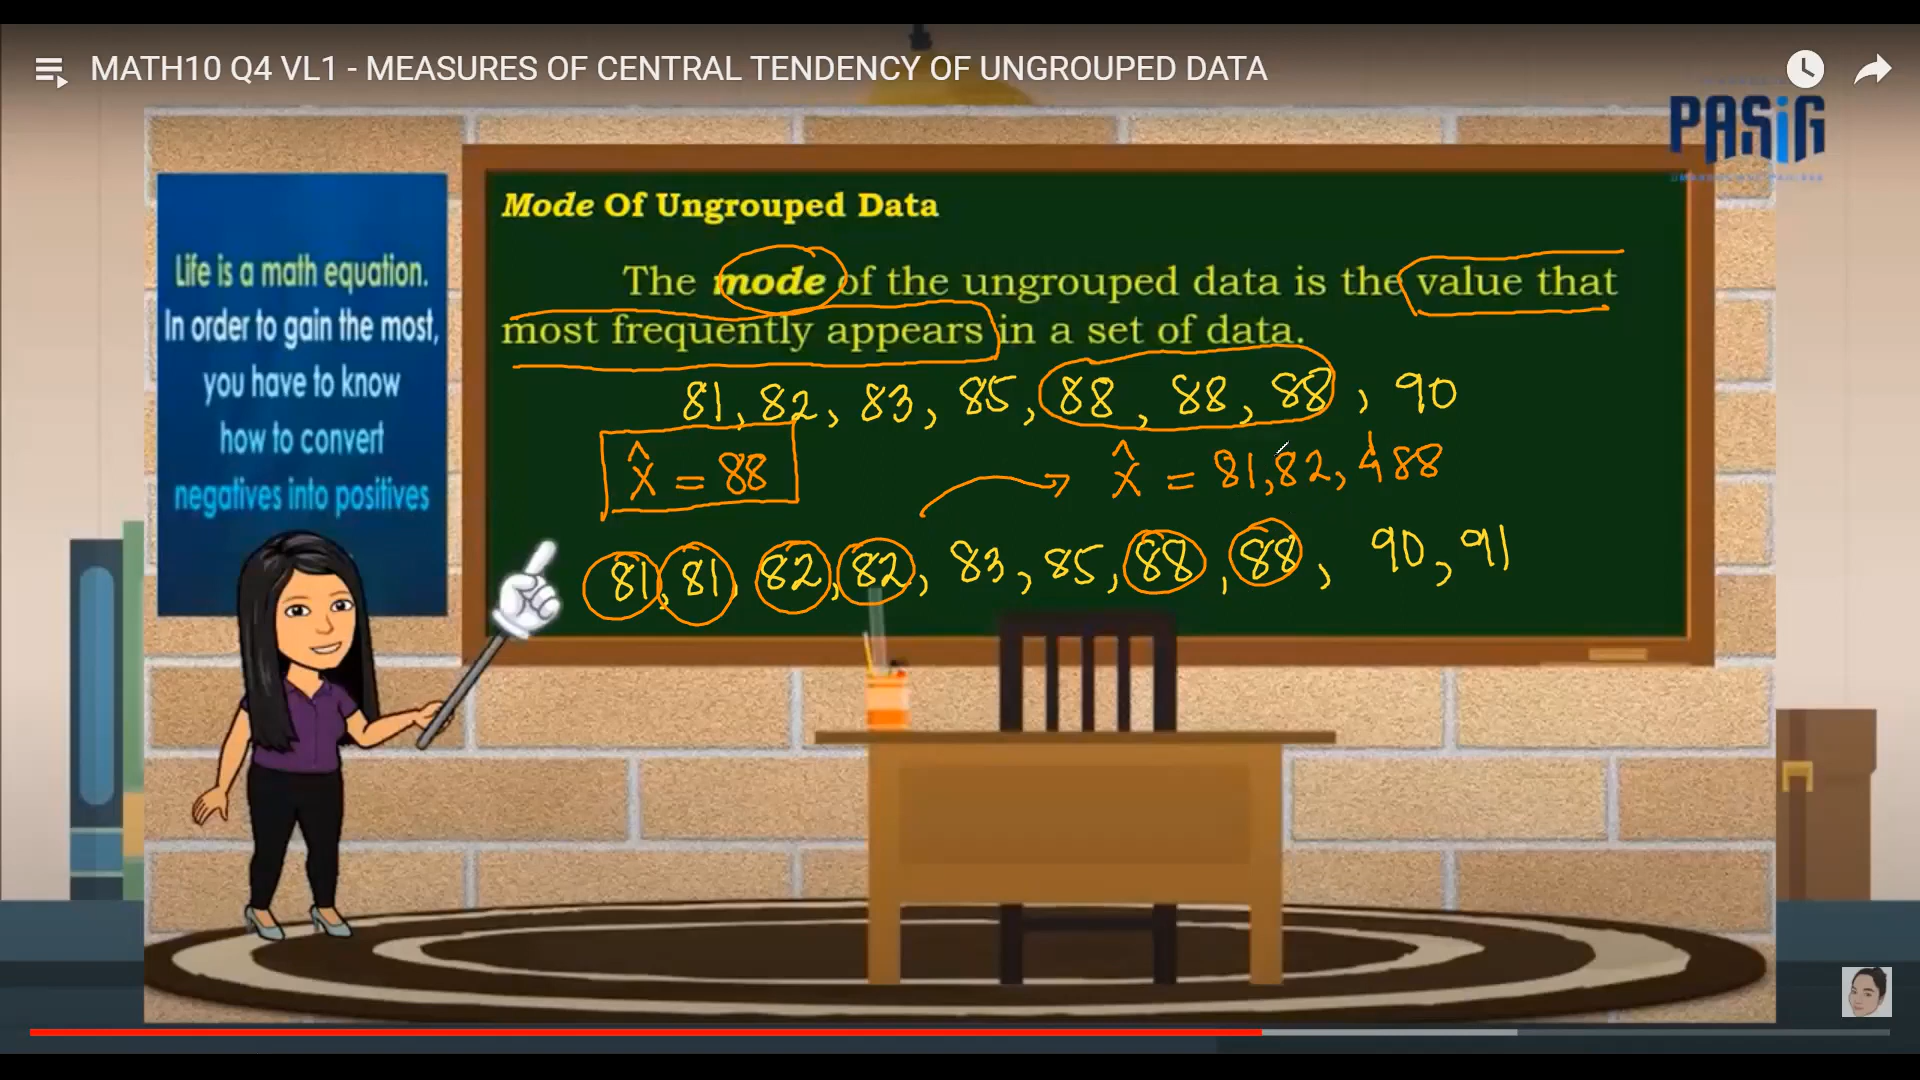 MATH10 Q4 VL1 - MEASURES OF CENTRAL TENDENCY OF UNGROUPED DATA
PASiG
Life is a math equation.
In order to gain the most,
you have to know
how to convert
negatives into positives
Mode Of Ungrouped Data
The mode of the ungrouped data is the value that
most frequently appears in a set of data.
81, 82, 83, 85, 88, 88, 88, 90
x̂ = 88
x̂ = 81, 82, & 88
81, 81, 82, 82, 83, 85, 88, 88, 90, 91